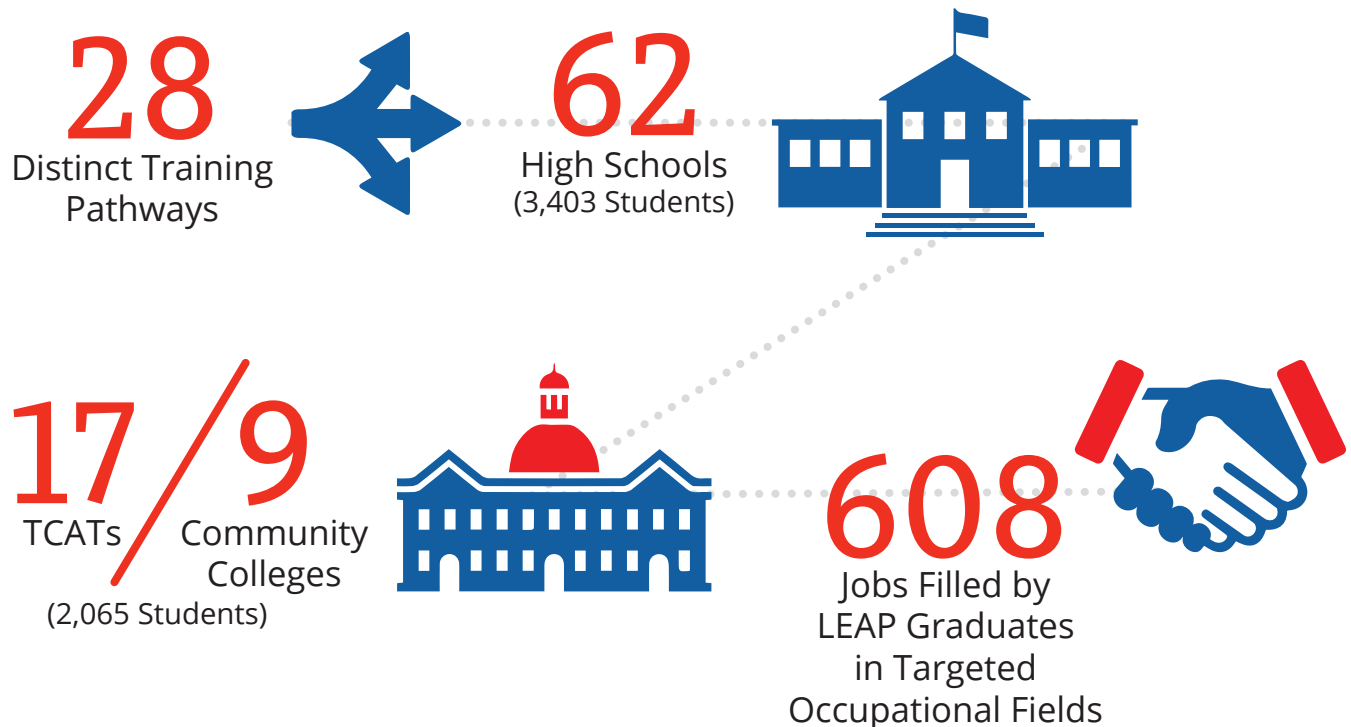 28
Distinct Training
Pathways
62
High Schools
(3,403 Students)
17/9
TCATs
Community
Colleges
(2,065 Students)
608
Jobs Filled by
LEAP Graduates
in Targeted
Occupational Fields